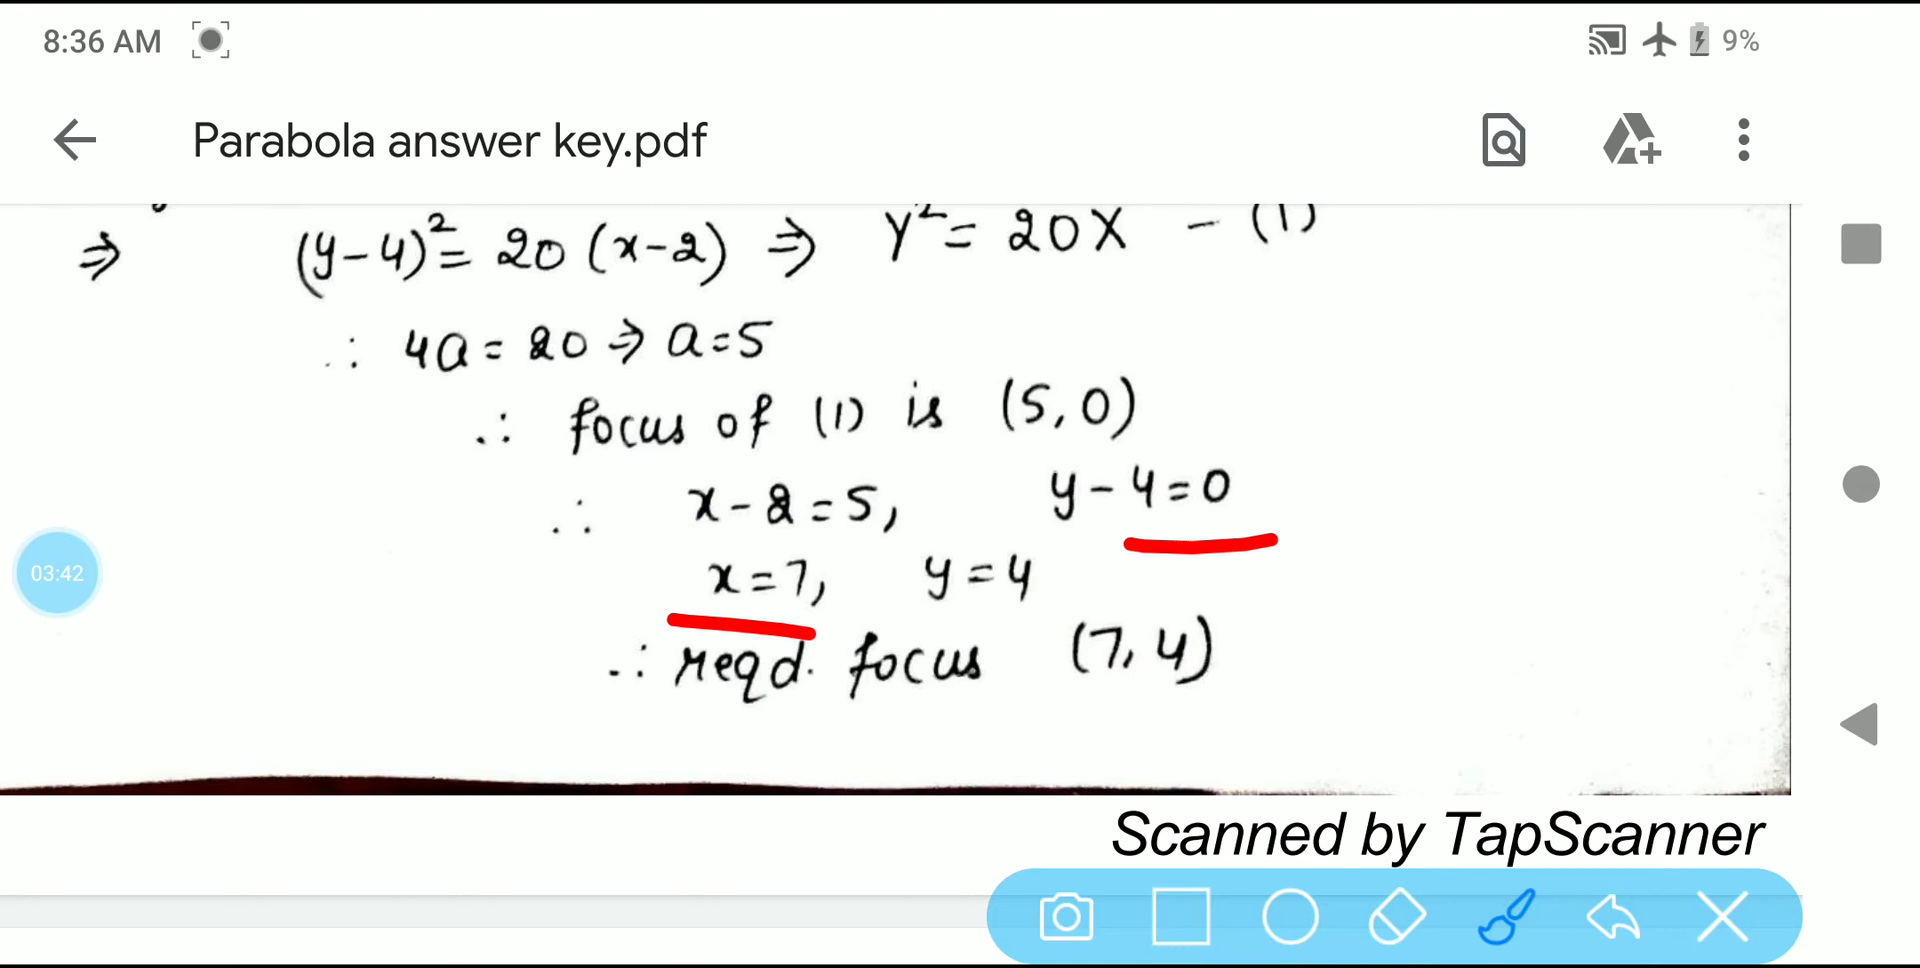 8:36 AM 9%
Parabola answer key.pdf
⇒ (y-4)² = 20 (x-2) ⇒ Y² = 20X - (1)
∴ 4a = 20 ⇒ a = 5
∴ focus of (1) is (5,0)
∴ x-2=5, y-4=0
x=7, y=4
03:42
∴ reqd. focus (7,4)
Scanned by TapScanner